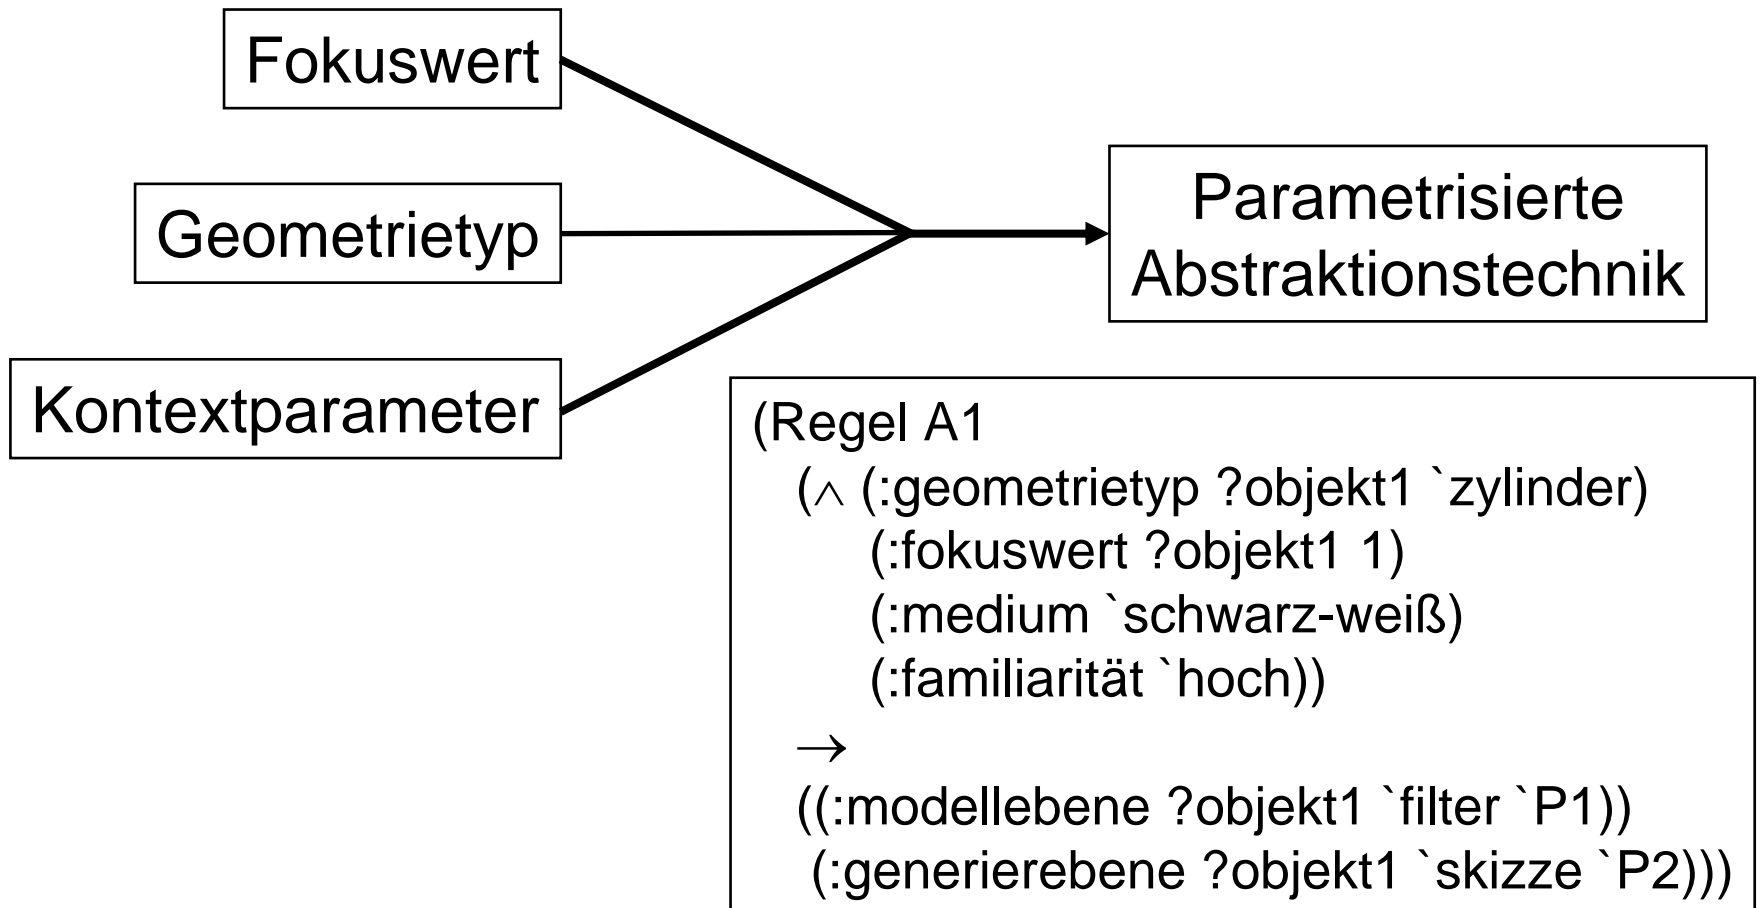 Fokuswert
Geometrietyp
Kontextparameter
Parametrisierte
Abstraktionstechnik
(Regel A1
(∧ (:geometrietyp ?objekt1 `zylinder)
(:fokuswert ?objekt1 1)
(:medium `schwarz-weiß)
(:familiarität `hoch))
→
((:modellebene ?objekt1 `filter `P1))
(:generierebene ?objekt1 `skizze `P2)))